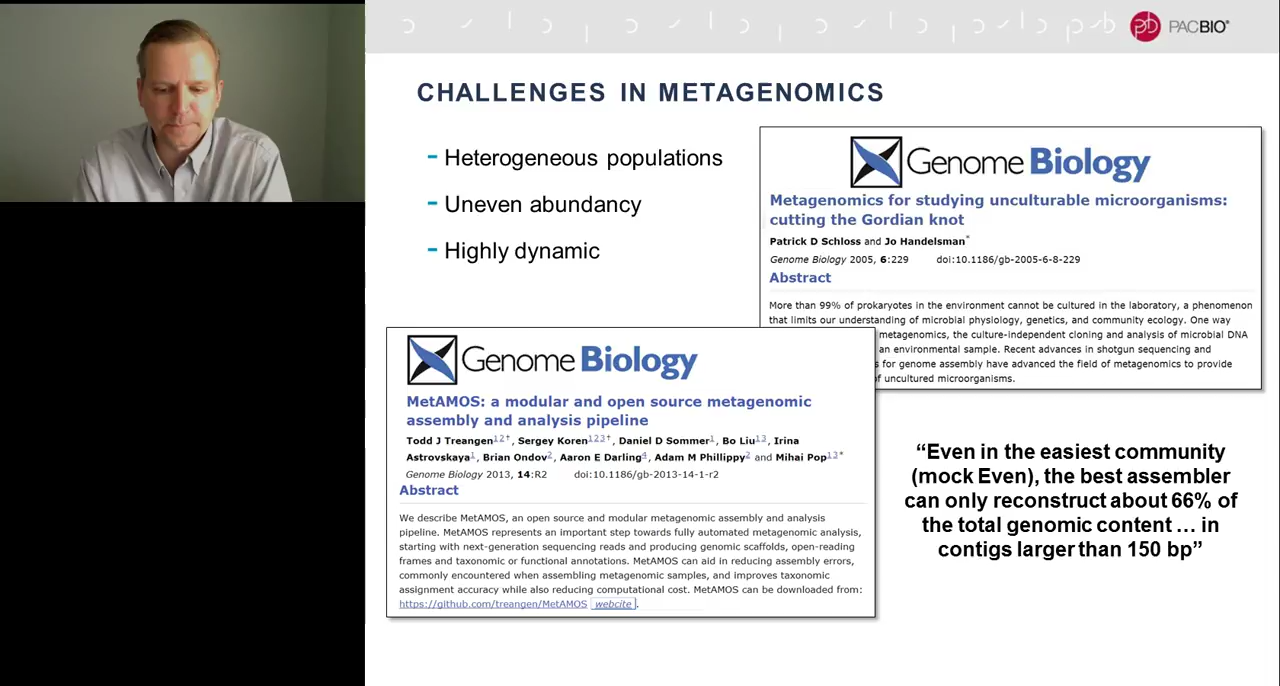 PACBIO®
CHALLENGES IN METAGENOMICS
- Heterogeneous populations
- Uneven abundancy
- Highly dynamic
Genome Biology
Metagenomics for studying unculturable microorganisms:
cutting the Gordian knot
Patrick D Schloss and Jo Handelsman*
Genome Biology 2005, 6:229 doi:10.1186/gb-2005-6-8-229
Abstract
More than 99% of prokaryotes in the environment cannot be cultured in the laboratory, a phenomenon
that limits our understanding of microbial physiology, genetics, and community ecology. One way
metagenomics, the culture-independent cloning and analysis of microbial DNA
an environmental sample. Recent advances in shotgun sequencing and
s for genome assembly have advanced the field of metagenomics to provide
of uncultured microorganisms.
Genome Biology
MetAMOS: a modular and open source metagenomic
assembly and analysis pipeline
Todd J Treangen12†, Sergey Koren123†, Daniel D Sommer1, Bo Liu13, Irina
Astrovskaya1, Brian Ondov2, Aaron E Darling4, Adam M Phillippy2 and Mihai Pop13*
Genome Biology 2013, 14:R2 doi:10.1186/gb-2013-14-1-r2
Abstract
We describe MetAMOS, an open source and modular metagenomic assembly and analysis
pipeline. MetAMOS represents an important step towards fully automated metagenomic analysis,
starting with next-generation sequencing reads and producing genomic scaffolds, open-reading
frames and taxonomic or functional annotations. MetAMOS can aid in reducing assembly errors,
commonly encountered when assembling metagenomic samples, and improves taxonomic
assignment accuracy while also reducing computational cost. MetAMOS can be downloaded from:
https://github.com/treangen/MetAMOS webcite.
“Even in the easiest community
(mock Even), the best assembler
can only reconstruct about 66% of
the total genomic content … in
contigs larger than 150 bp”